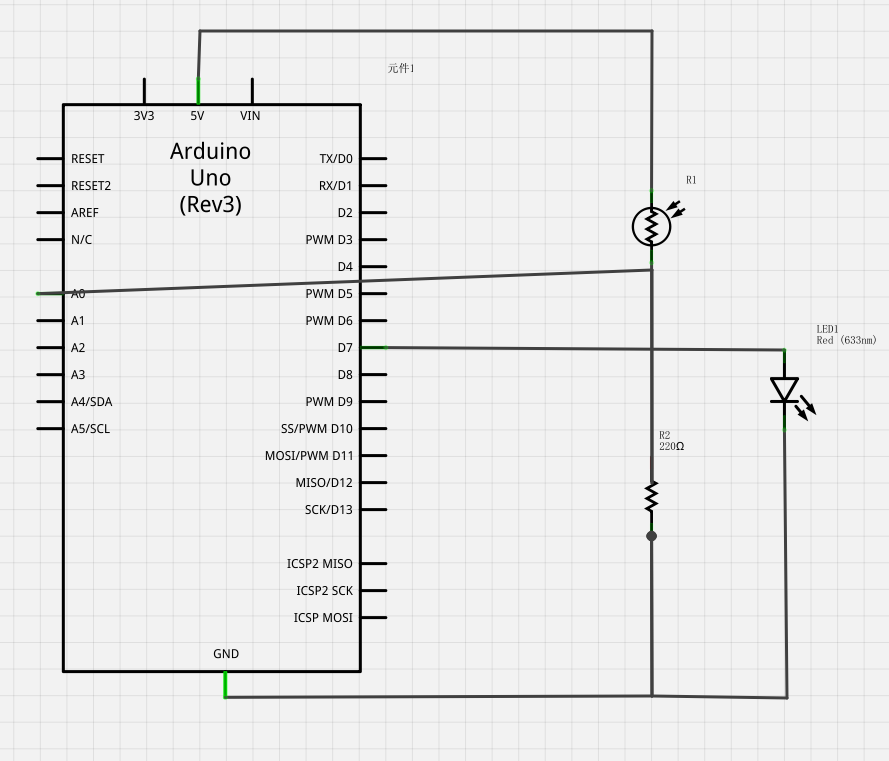 元件1
3V3
5V
VIN
Arduino
Uno
(Rev3)
RESET
RESET2
AREF
N/C
A0
A1
A2
A3
A4/SDA
A5/SCL
TX/D0
RX/D1
D2
PWM D3
D4
PWM D5
PWM D6
D7
D8
PWM D9
SS/PWM D10
MOSI/PWM D11
MISO/D12
SCK/D13
ICSP2 MISO
ICSP2 SCK
ICSP MOSI
GND
R1
LED1
Red (633nm)
R2
220Ω